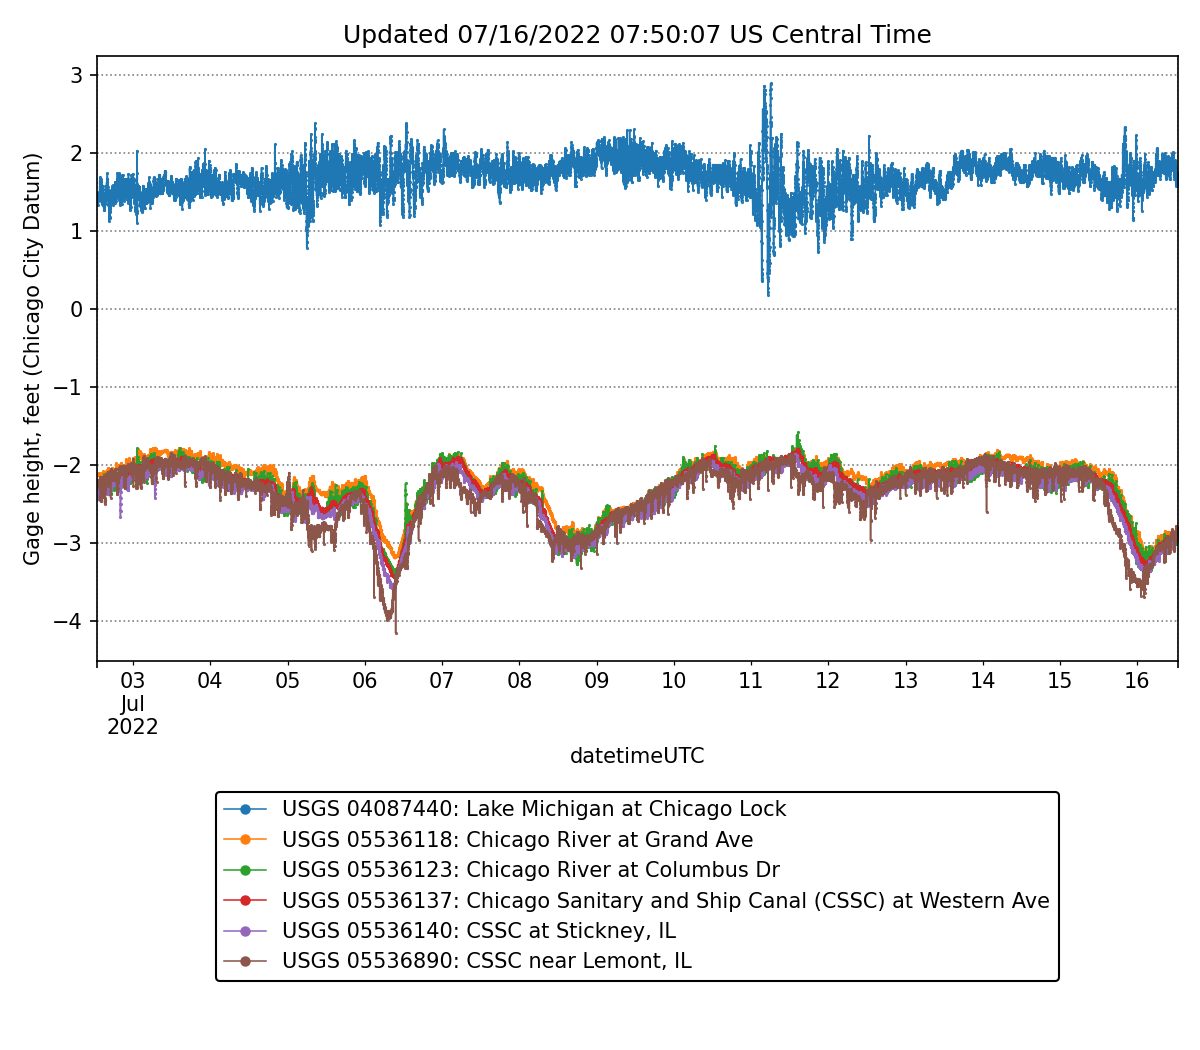 Updated 07/16/2022 07:50:07 US Central Time
Gage height, feet (Chicago City Datum)
3
2
1
0
−1
−2
−3
−4
03 04 05 06 07 08 09 10 11 12 13 14 15 16
Jul
2022
datetimeUTC
USGS 04087440: Lake Michigan at Chicago Lock
USGS 05536118: Chicago River at Grand Ave
USGS 05536123: Chicago River at Columbus Dr
USGS 05536137: Chicago Sanitary and Ship Canal (CSSC) at Western Ave
USGS 05536140: CSSC at Stickney, IL
USGS 05536890: CSSC near Lemont, IL